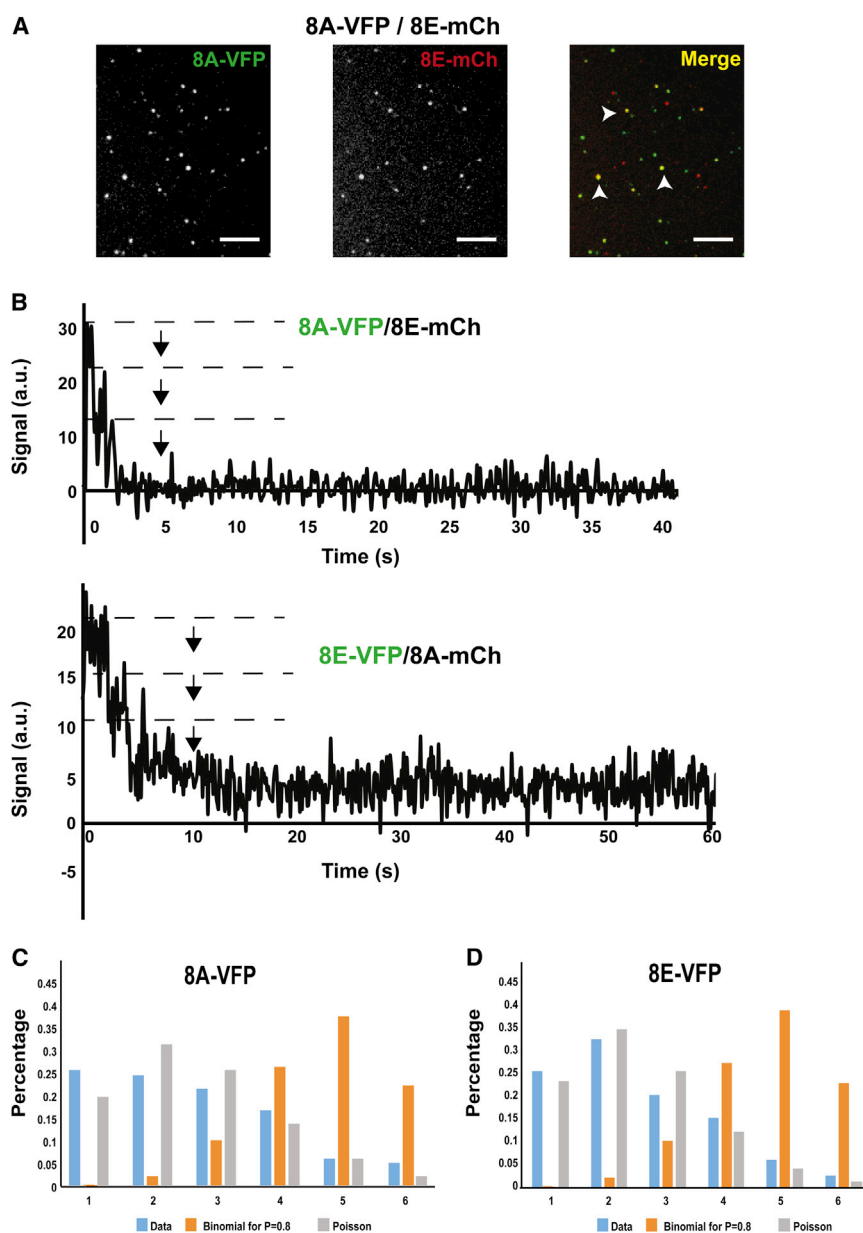 A
8A-VFP / 8E-mCh
8A-VFP
8E-mCh
Merge
B
30
20
10
0
Signal (a.u.)
8A-VFP/8E-mCh
0 5 10 15 20 25 30 35 40
Time (s)
20
15
10
5
0
-5
Signal (a.u.)
8E-VFP/8A-mCh
0 10 20 30 40 50 60
Time (s)
C
8A-VFP
0.45
0.4
0.35
0.3
0.25
0.2
0.15
0.1
0.05
0
Percentage
1 2 3 4 5 6
Data Binomial for P=0.8 Poisson
D
8E-VFP
0.45
0.4
0.35
0.3
0.25
0.2
0.15
0.1
0.05
0
Percentage
1 2 3 4 5 6
Data Binomial for P=0.8 Poisson